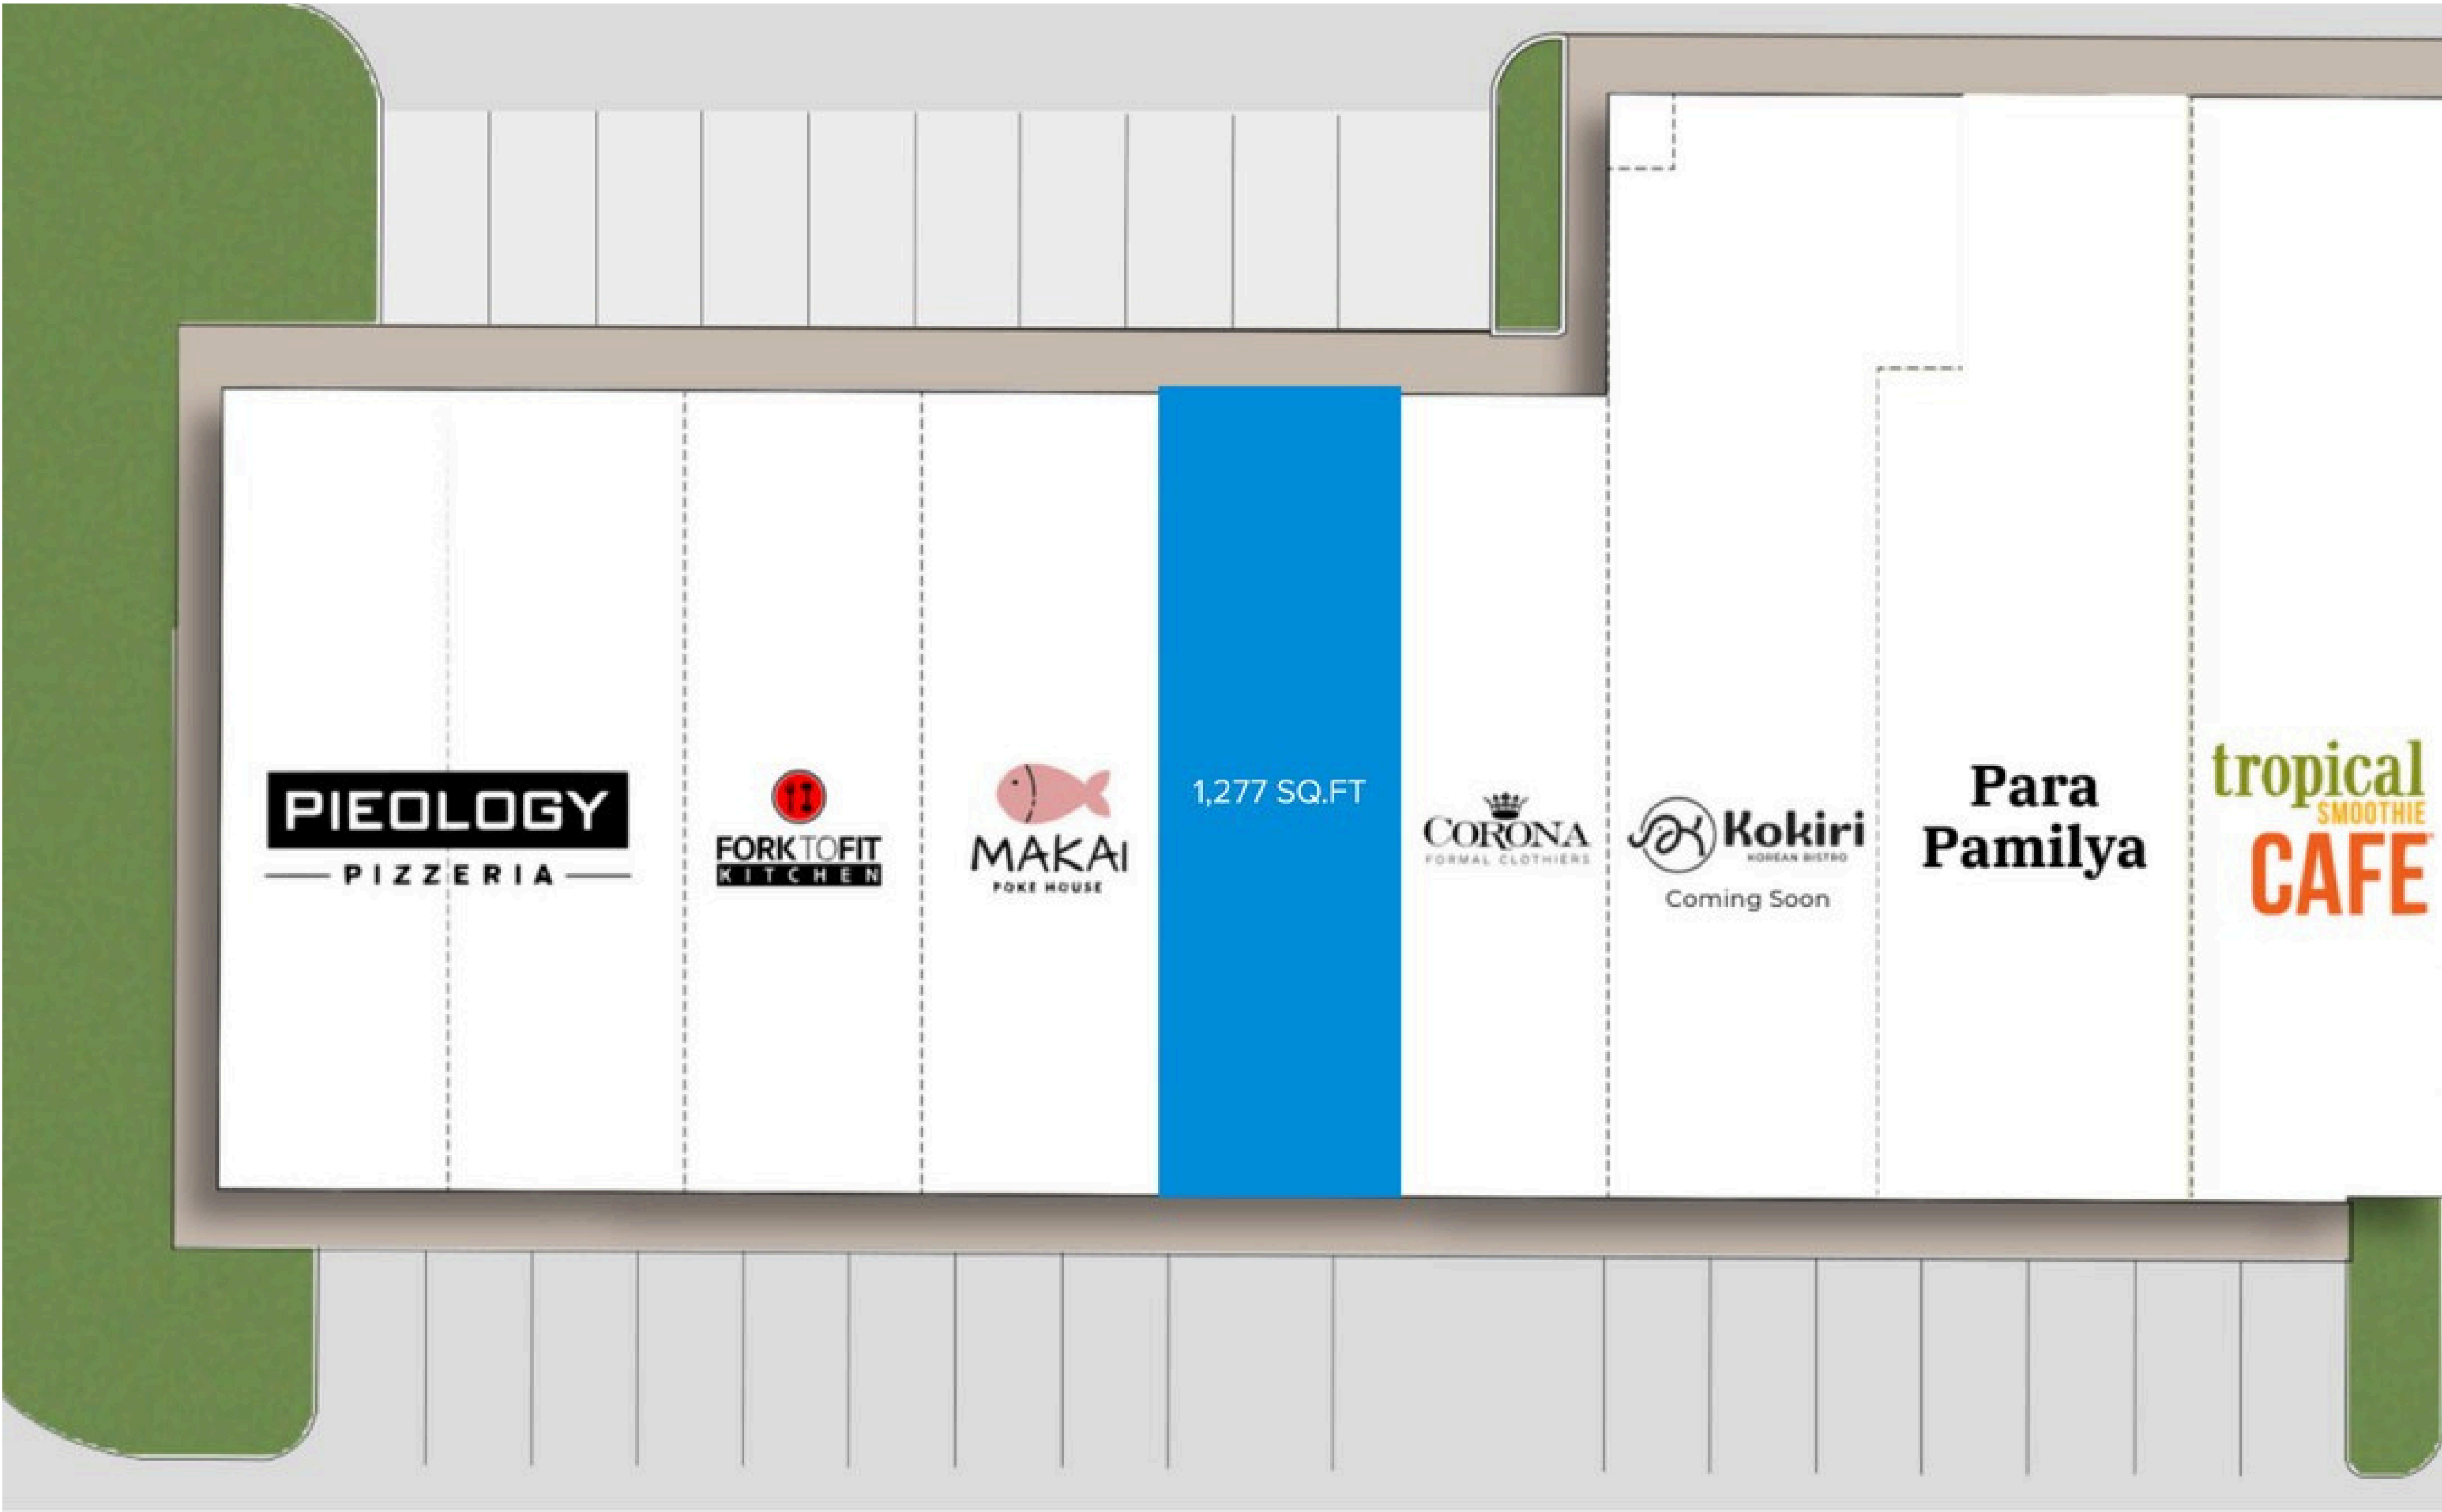 PIEOLOGY
PIZZERIA
FORKTOFIT
KITCHEN
MAKAI
POKE HOUSE
1,277 SQ.FT
CORONA
FORMAL CLOTHIERS
Kokiri
KOREAN BISTRO
Coming Soon
Para
Pamilya
tropical
SMOOTHIE
CAFE